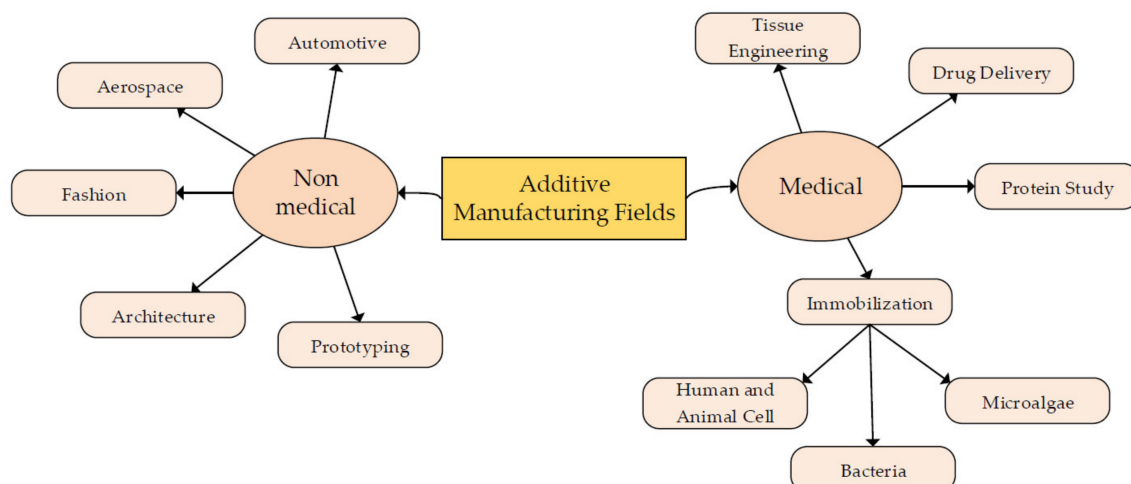 Automotive
Aerospace
Fashion
Non
medical
Architecture
Prototyping
Additive
Manufacturing Fields
Tissue
Engineering
Drug Delivery
Medical
Protein Study
Immobilization
Human and
Animal Cell
Microalgae
Bacteria